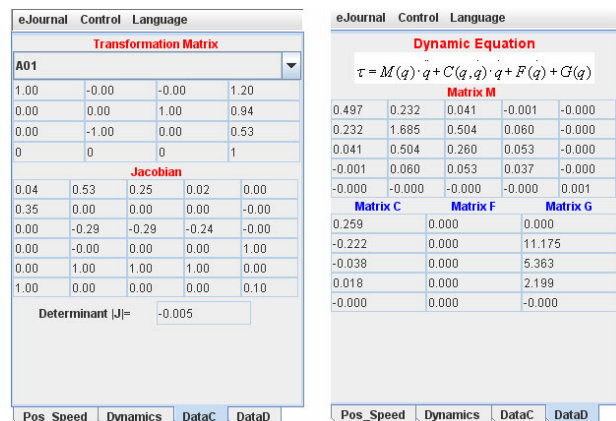 eJournal Control Language
Transformation Matrix
A01
1.00 -0.00 -0.00 1.20
0.00 0.00 1.00 0.94
0.00 -1.00 0.00 0.53
0 0 0 1
Jacobian
0.04 0.53 0.25 0.02 0.00
0.35 0.00 0.00 0.00 -0.00
0.00 -0.29 -0.29 -0.24 -0.00
0.00 -0.00 0.00 0.00 1.00
0.00 1.00 1.00 1.00 0.00
1.00 0.00 0.00 0.00 0.10
Determinant |J|= -0.005
Pos_Speed Dynamics DataC DataD
eJournal Control Language
Dynamic Equation
τ = M(q)· q + C(q,q)· q + F(q) + G(q)
Matrix M
0.497 0.232 0.041 -0.001 -0.000
0.232 1.685 0.504 0.060 -0.000
0.041 0.504 0.260 0.053 -0.000
-0.001 0.060 0.053 0.037 -0.000
-0.000 -0.000 -0.000 -0.000 0.001
Matrix C Matrix F Matrix G
0.259 0.000 0.000
-0.222 0.000 11.175
-0.038 0.000 5.363
0.018 0.000 2.199
-0.000 0.000 -0.000
Pos_Speed Dynamics DataC DataD